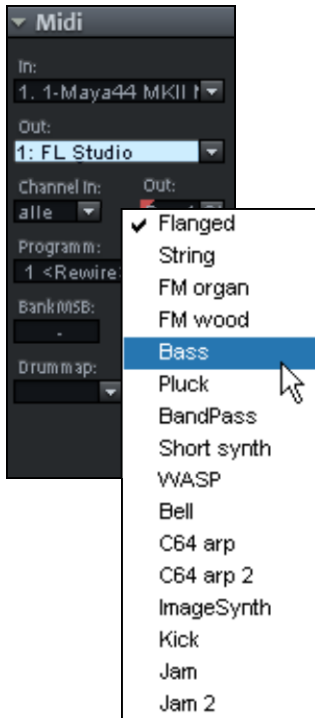 Midi
In:
1. 1-Maya44 MKII
Out:
1: FL Studio
Channel In: Out:
alle
Programm:
1 <Rewire
Bank MSB:
-
Drummap:
Flanged
String
FM organ
FM wood
Bass
Pluck
BandPass
Short synth
WASP
Bell
C64 arp
C64 arp 2
ImageSynth
Kick
Jam
Jam 2